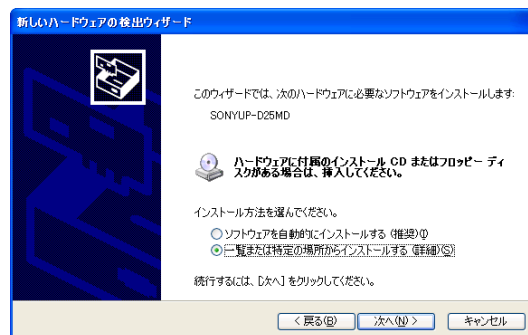 新しいハードウェアの検出ウィザード
このウィザードでは、次のハードウェアに必要なソフトウェアをインストールします:
SONYUP-D25MD
ハードウェアに付属のインストール CD またはフロッピー ディ
スクがある場合は、挿入してください。
インストール方法を選んでください。
ソフトウェアを自動的にインストールする (推奨)(I)
一覧または特定の場所からインストールする (詳細)(S)
続行するには、[次へ] をクリックしてください。
< 戻る(B)
次へ(N) >
キャンセル